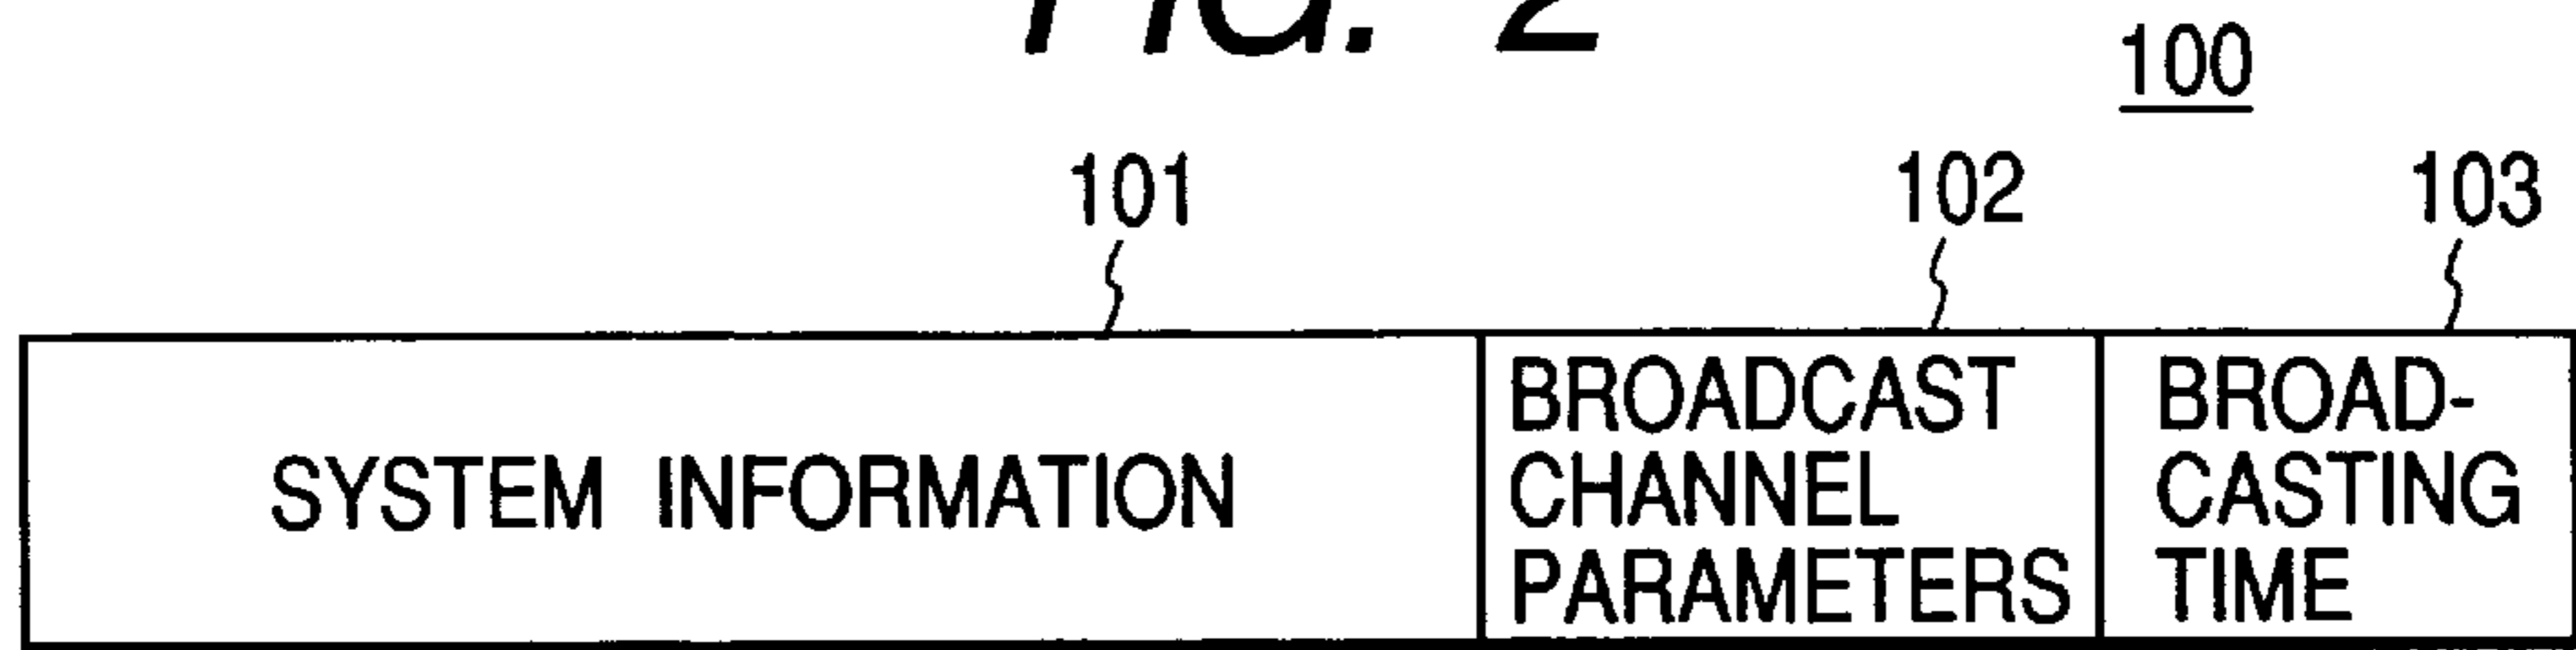 FIG. 2
100
101 102 103
SYSTEM INFORMATION
BROADCAST
CHANNEL
PARAMETERS
BROAD-
CASTING
TIME